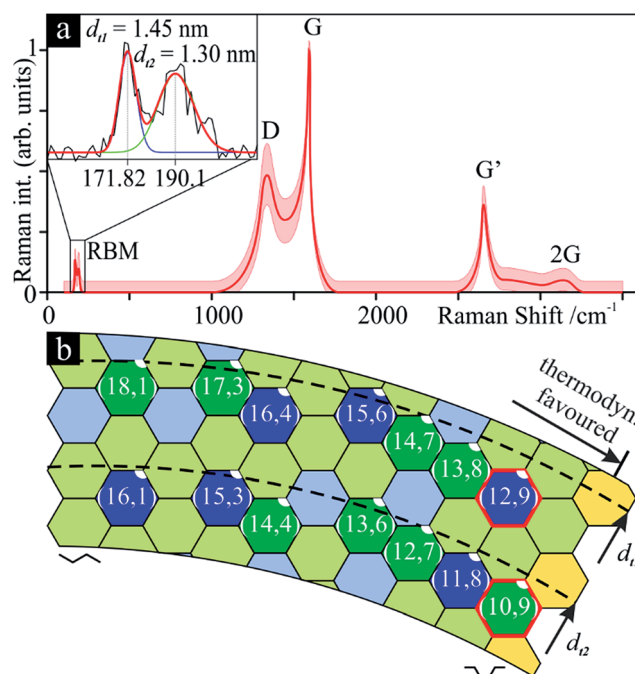 a
dt1 = 1.45 nm
dt2 = 1.30 nm
171.82 190.1
Raman int. (arb. units)
1
0
RBM
D
G
G’
2G
0
1000
2000
Raman Shift /cm-1
b
18,1
17,3
16,4
15,6
14,7
13,8
12,9
16,1
15,3
14,4
13,6
12,7
11,8
10,9
thermodyn.
favoured
dt
dt2